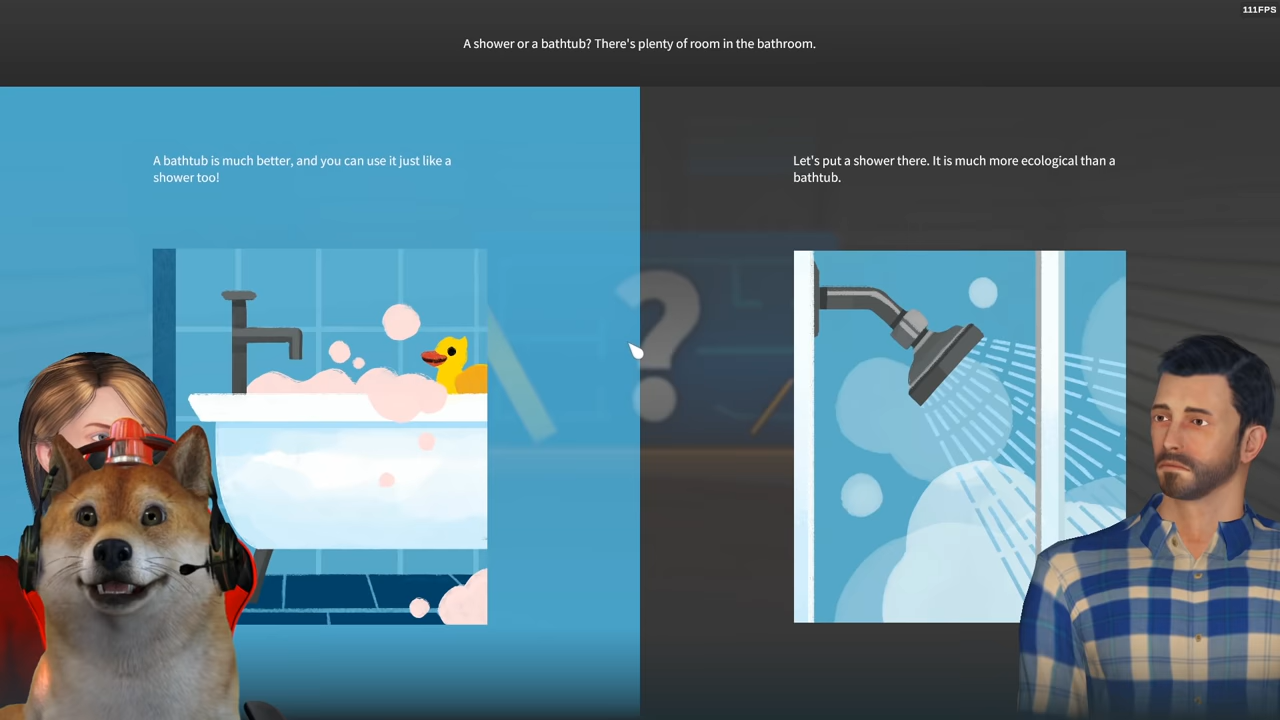 111FPS
A shower or a bathtub? There's plenty of room in the bathroom.
A bathtub is much better, and you can use it just like a
shower too!
Let's put a shower there. It is much more ecological than a
bathtub.
?